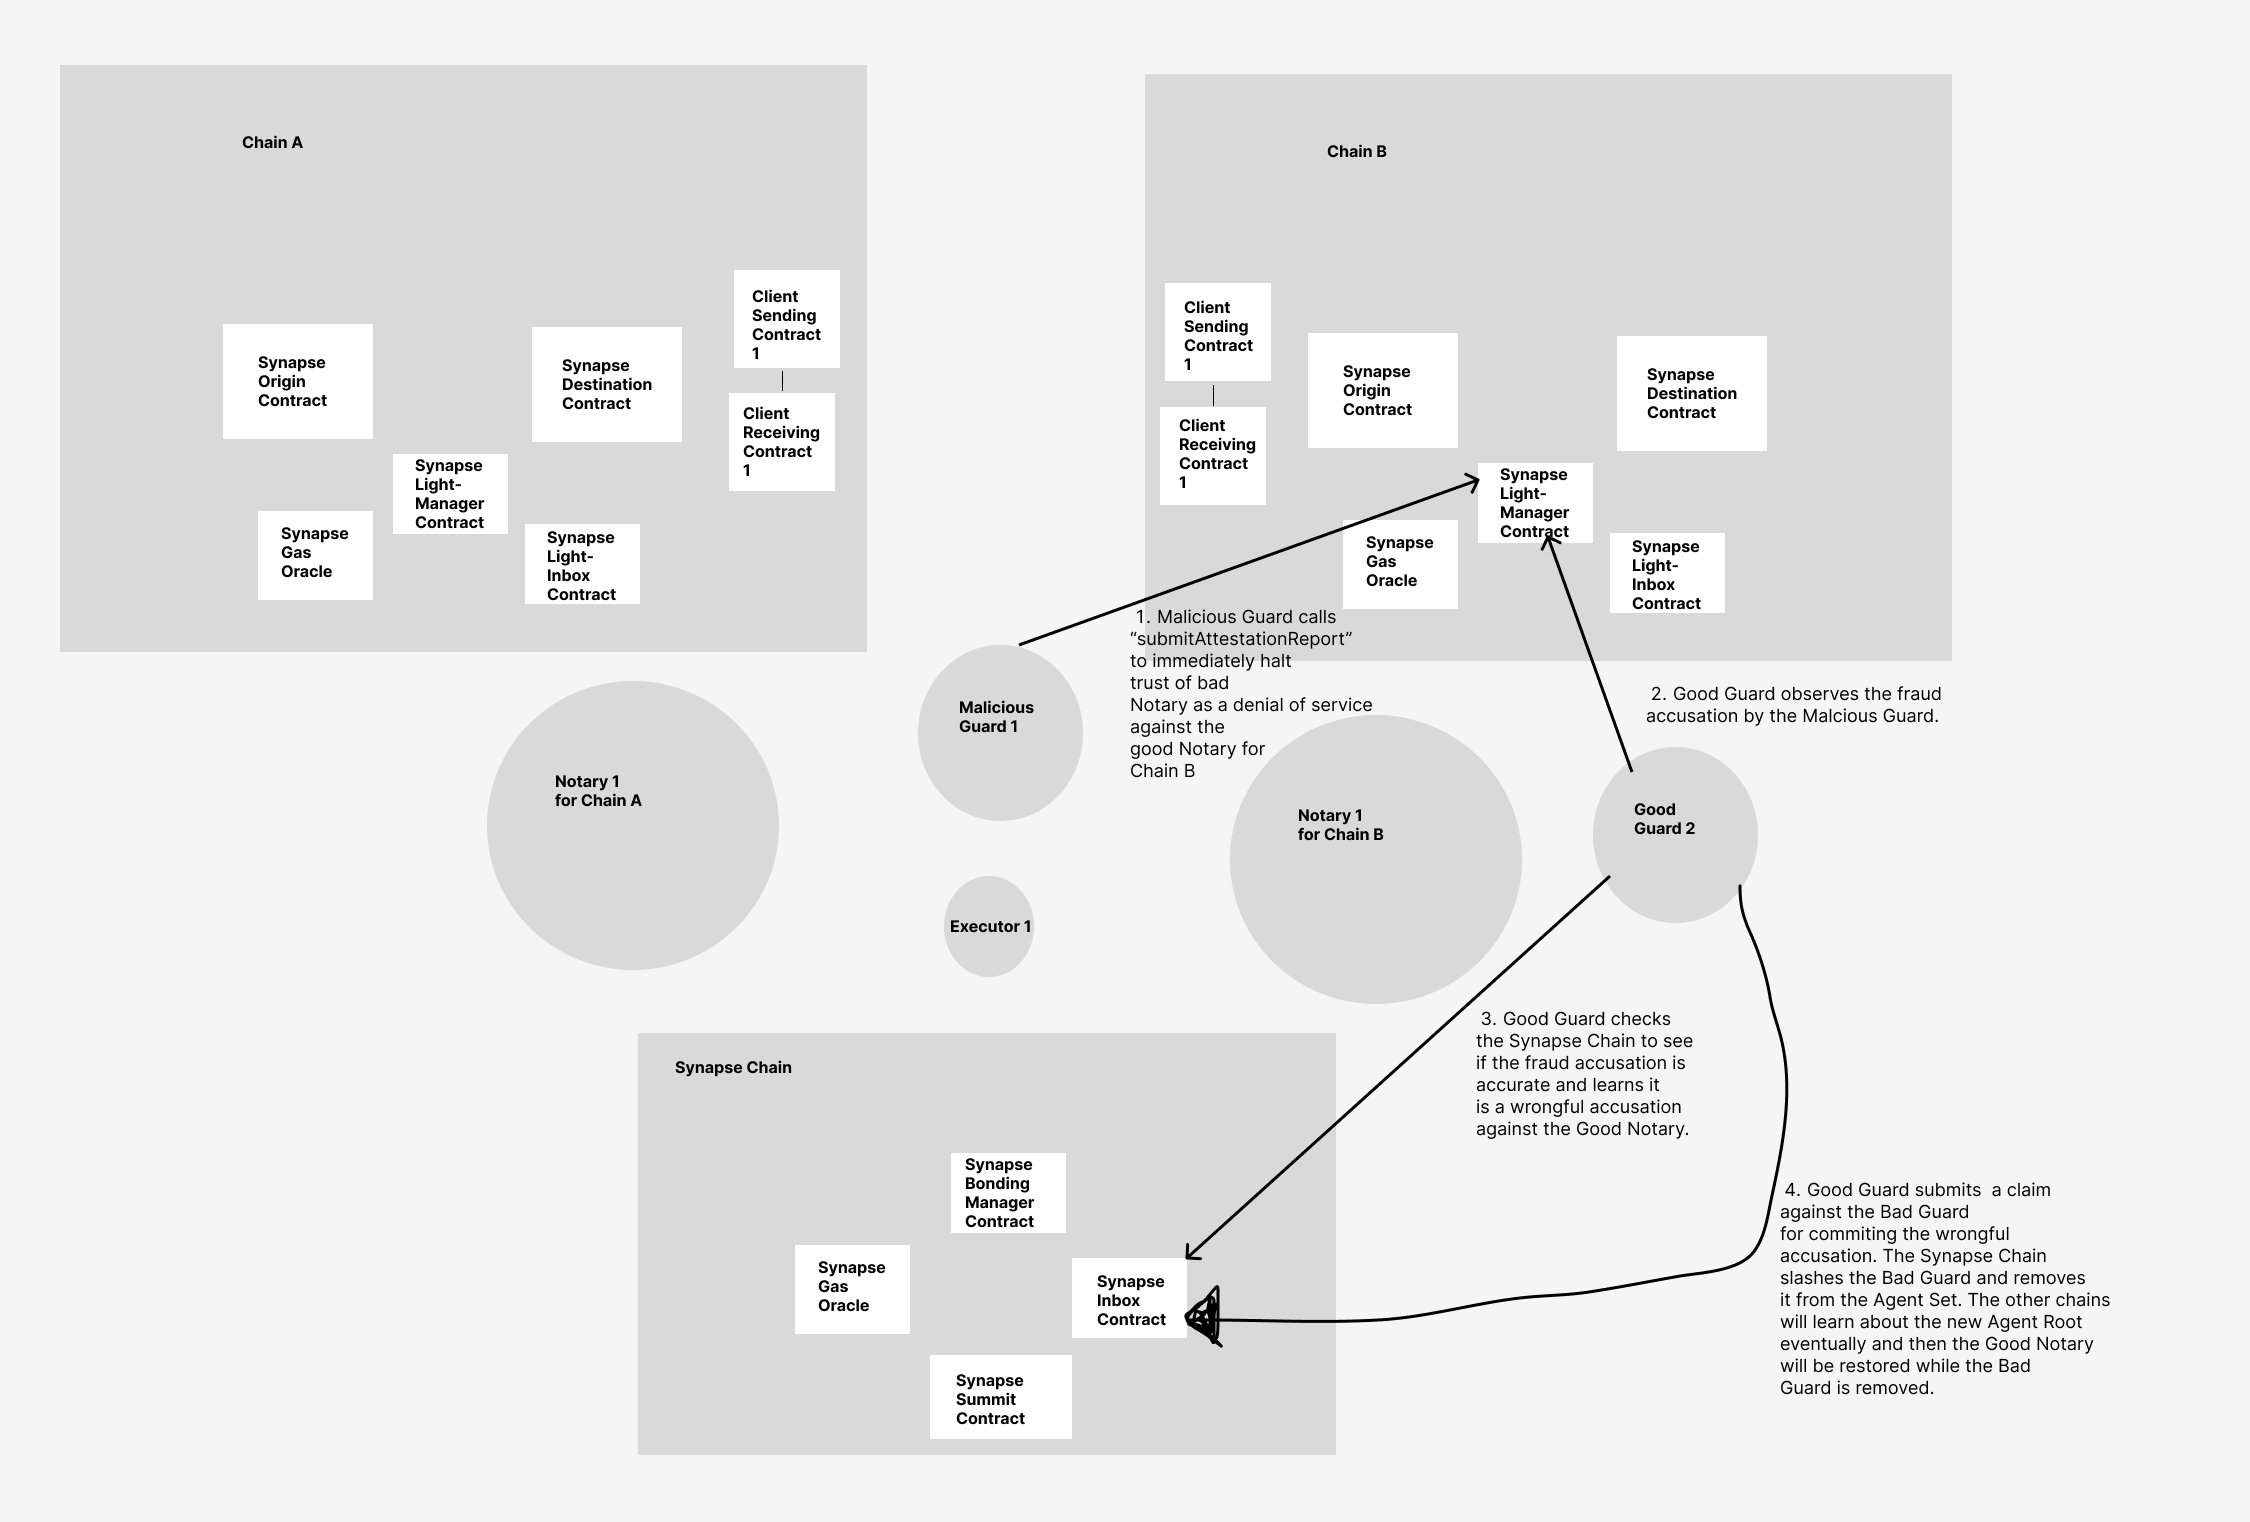 Chain A
Client
Sending
Contract
1
Synapse
Origin
Contract
Synapse
Destination
Contract
Client
Receiving
Contract
1
Synapse
Light-
Manager
Contract
Synapse
Gas
Oracle
Synapse
Light-
Inbox
Contract
Chain B
Client
Sending
Contract
1
Synapse
Origin
Contract
Synapse
Destination
Contract
Client
Receiving
Contract
1
Synapse
Light-
Manager
Contract
Synapse
Gas
Oracle
Synapse
Light-
Inbox
Contract
1. Malicious Guard calls
“submitAttestationReport”
to immediately halt
trust of bad
Notary as a denial of service
against the
good Notary for
Chain B
2. Good Guard observes the fraud
accusation by the Malcious Guard.
Malicious
Guard 1
Notary 1
for Chain A
Notary 1
for Chain B
Good
Guard 2
Executor 1
3. Good Guard checks
the Synapse Chain to see
if the fraud accusation is
accurate and learns it
is a wrongful accusation
against the Good Notary.
Synapse Chain
Synapse
Bonding
Manager
Contract
Synapse
Gas
Oracle
Synapse
Inbox
Contract
Synapse
Summit
Contract
4. Good Guard submits  a claim
against the Bad Guard
for commiting the wrongful
accusation. The Synapse Chain
slashes the Bad Guard and removes
it from the Agent Set. The other chains
will learn about the new Agent Root
eventually and then the Good Notary
will be restored while the Bad
Guard is removed.